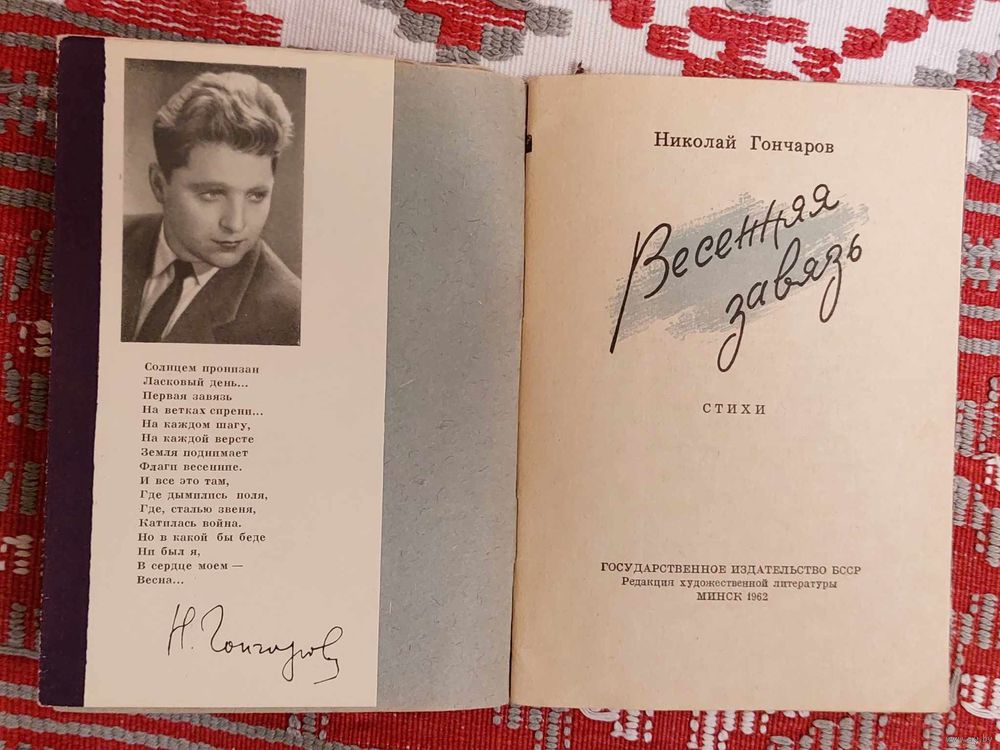 Солнцем пронизан
Ласковый день...
Первая завязь
На ветках сирени...
На каждом шагу,
На каждой версте
Земля поднимает
Флаги весенние.
И все это там,
Где дымились поля,
Где, сталью звеня,
Катилась война.
Но в какой бы беде
Ни был я,
В сердце моем —
Весна...
Н. Гончаров
Николай Гончаров
Весенняя
завязь
СТИХИ
ГОСУДАРСТВЕННОЕ ИЗДАТЕЛЬСТВО БССР
Редакция художественной литературы
МИНСК 1962